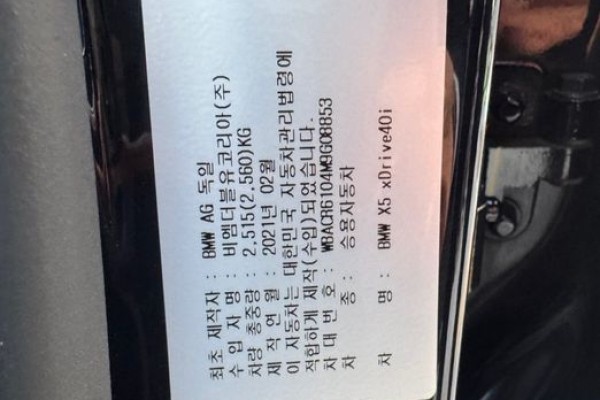 최초 제작자 : BMW AG 독일
수 입 자 명 : 비엠더블유코리아(주)
차량 총중량 : 2,515(2,560)KG
제 작 연 월 : 2021년 02월
이 자동차는 대한민국 자동차관리법령에
적합하게 제작(수입)되었습니다.
차 대 번 호 : WBACR6104M9G08853
차 종 : 승용자동차
차 명 : BMW X5 xDrive40i